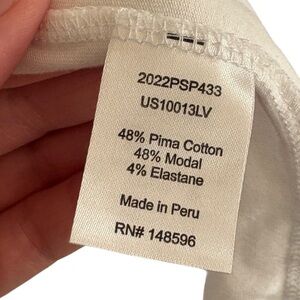 2022PSP433
US10013LV
48% Pima Cotton
48% Modal
4% Elastane
Made in Peru
RN# 148596